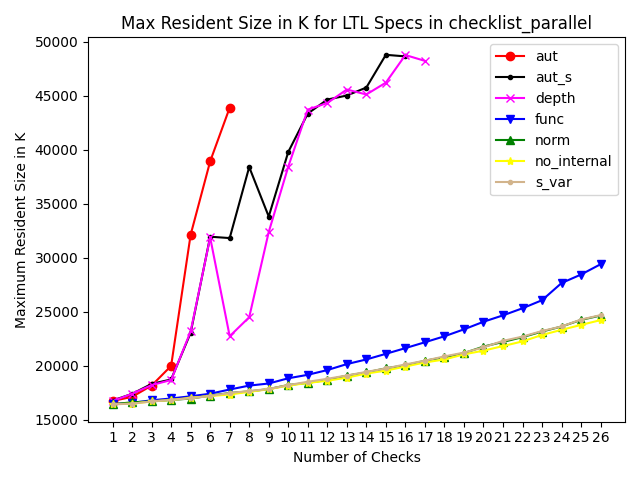 Max Resident Size in K for LTL Specs in checklist_parallel
50000
45000
40000
35000
30000
25000
20000
15000
Maximum Resident Size in K
aut
aut_s
depth
func
norm
no_internal
s_var
1 2 3 4 5 6 7 8 9 10 11 12 13 14 15 16 17 18 19 20 21 22 23 24 25 26
Number of Checks